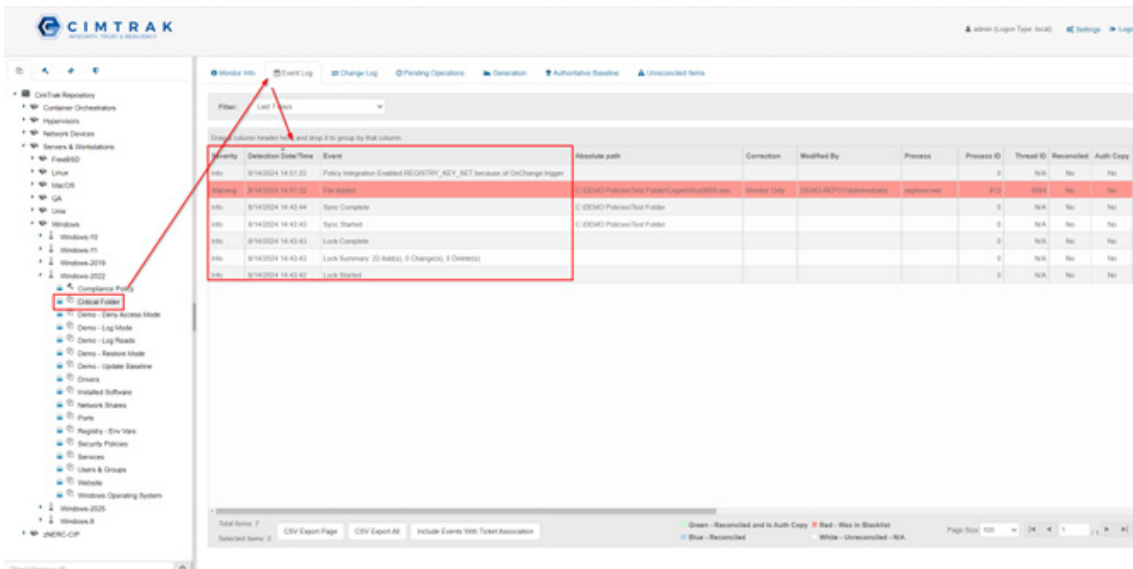 CIMTRAK
INTEGRITY, TRUST & RESILIENCY
admin (Logon Type: local) Settings
Monitor Info Event Log Change Log Pending Operations Generation Authoritative Baseline Unreconciled Items
Filter: Last 7 Days
Drag a column header here and drop it to group by that column.
Severity Detection Date/Time Event Absolute path Correction Modified By Process Process ID Thread ID Reconciled Auth Copy
Info 8/14/2024 14:51:22 Policy Integration Enabled REGISTRY_KEY_SET because of OnChange trigger 0 N/A No No
Warning 8/14/2024 14:51:22 File Added Monitor Only DEMO-REPO1\Administrator explorer.exe 912 5064 No No
Info 8/14/2024 14:43:44 Sync Complete C:\DEMO Policies\Test Folder 0 N/A No No
Info 8/14/2024 14:43:43 Sync Started C:\DEMO Policies\Test Folder 0 N/A No No
Info 8/14/2024 14:43:43 Lock Complete 0 N/A No No
Info 8/14/2024 14:43:43 Lock Summary: 22 Add(s), 0 Change(s), 0 Delete(s) 0 N/A No No
Info 8/14/2024 14:43:42 Lock Started 0 N/A No No
CimTrak Repository
Container Orchestrators
Hypervisors
Network Devices
Servers & Workstations
FreeBSD
Linux
MacOS
QA
Unix
Windows
Windows-10
Windows-11
Windows-2019
Windows-2022
Compliance Policy
Critical Folder
Demo - Deny Access Mode
Demo - Log Mode
Demo - Log Reads
Demo - Restore Mode
Demo - Update Baseline
Drivers
Installed Software
Network Shares
Ports
Registry - Env Vars
Security Policies
Services
Users & Groups
Website
Windows Operating System
Windows-2025
Windows-8
zNERC-CIP
Total Items: 7
Selected Items: 0
CSV Export Page CSV Export All Include Events With Ticket Association
Green - Reconciled and Is Auth Copy Red - Was in Blacklist
Blue - Reconciled White - Unreconciled - N/A
Page Size: 100 1 / 1